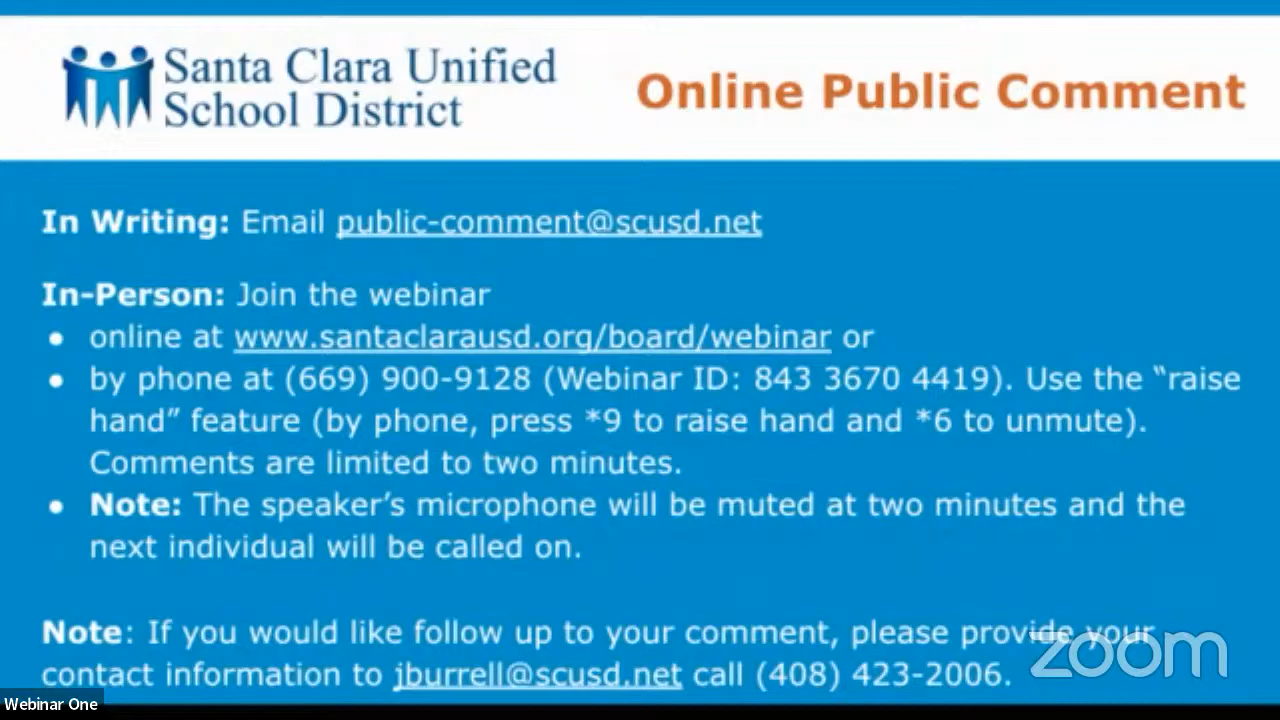 Santa Clara Unified
School District
Online Public Comment
In Writing: Email public-comment@scusd.net
In-Person: Join the webinar
● online at www.santaclarausd.org/board/webinar or
● by phone at (669) 900-9128 (Webinar ID: 843 3670 4419). Use the “raise
hand” feature (by phone, press *9 to raise hand and *6 to unmute).
Comments are limited to two minutes.
● Note: The speaker’s microphone will be muted at two minutes and the
next individual will be called on.
Note: If you would like follow up to your comment, please provide your
contact information to jburrell@scusd.net call (408) 423-2006.
zoom
Webinar One